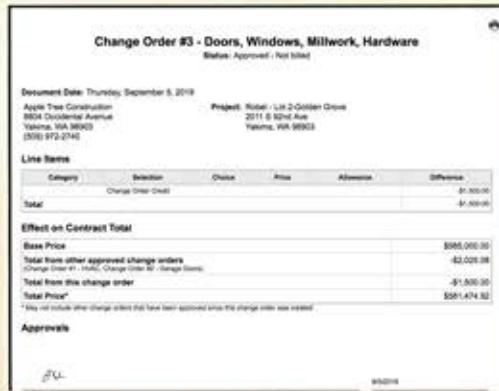 Change Order #3 - Doors, Windows, Millwork, Hardware
Status: Approved - Not billed
Document Date: Thursday, September 5, 2019
Apple Tree Construction
8804 Occidental Avenue
Yakima, WA 98903
(509) 972-2740
Project: - Lot 2-Golden Grove
2011 S 92nd Ave
Yakima, WA 98903
Line Items
Category Selection Choice Price Allowance Difference
Change Order Credit -$1,500.00
Total -$1,500.00
Effect on Contract Total
Base Price $585,000.00
Total from other approved change orders -$2,025.08
(Change Order #1 - HVAC, Change Order #2 - Garage Doors)
Total from this change order -$1,500.00
Total Price* $581,474.92
* May not include other change orders that have been approved since this change order was created
Approvals
9/5/2019